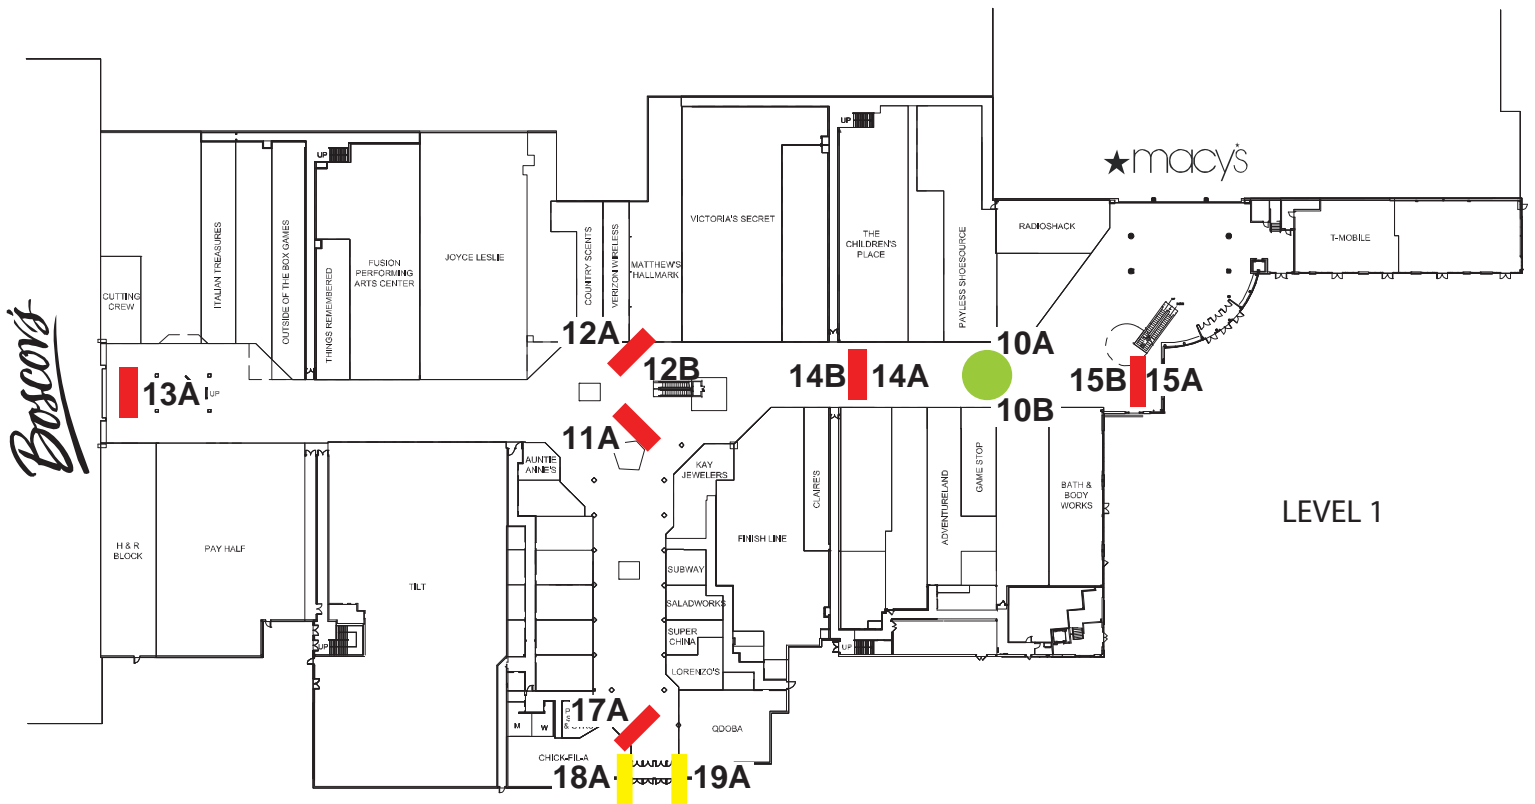 macy's
UP
UP
RADIOSHACK
T-MOBILE
VICTORIA'S SECRET
THE
CHILDREN'S
PLACE
PAYLESS SHOESOURCE
ITALIAN TREASURES
OUTSIDE OF THE BOX GAMES
THINGS REMEMBERED
FUSION
PERFORMING
ARTS CENTER
JOYCE LESLIE
COUNTRY SCENTS
VERIZON WIRELESS
MATTHEW'S
HALLMARK
CUTTING
CREW
Boscov's
12A
12B
10A
14B
14A
15B
15A
13A
UP
10B
11A
AUNTIE
ANNE'S
KAY
JEWELERS
CLAIRE'S
ADVENTURELAND
GAME STOP
BATH &
BODY
WORKS
LEVEL 1
H & R
BLOCK
PAY HALF
TILT
FINISH LINE
SUBWAY
SALADWORKS
SUPER
CHINA
LORENZO'S
UP
UP
17A
M
W
QDOBA
CHICK-FIL-A
18A
19A